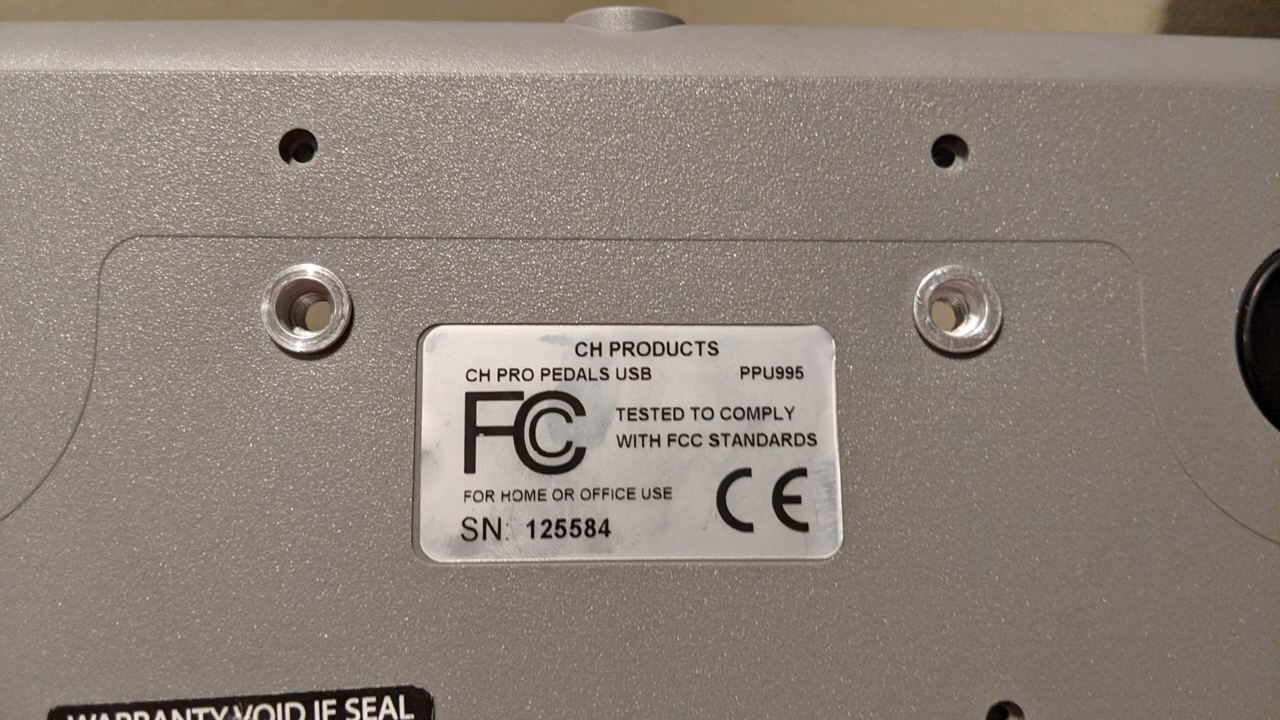 CH PRODUCTS
CH PRO PEDALS USB PPU995
FC
TESTED TO COMPLY
WITH FCC STANDARDS
FOR HOME OR OFFICE USE
CE
SN: 125584
WARRANTY VOID IF SEAL